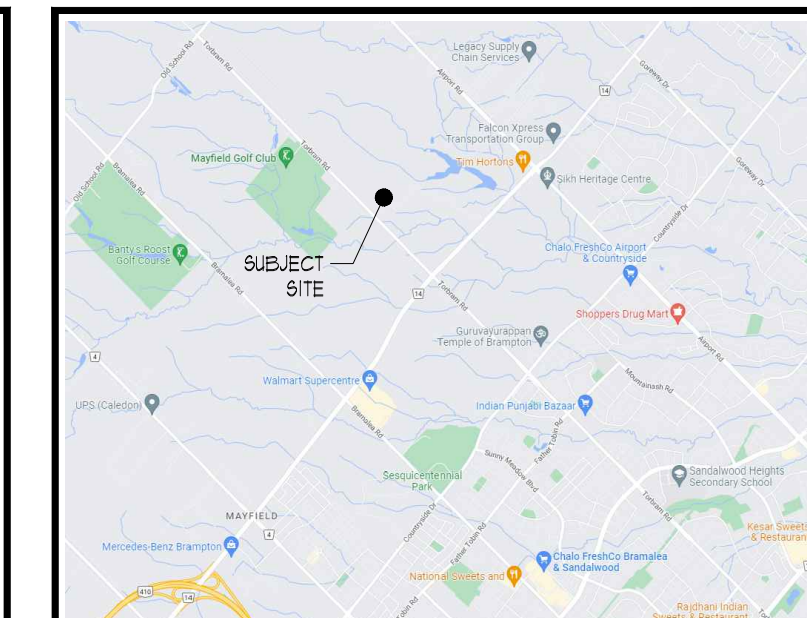 Old School Rd
Torbram Rd
Legacy Supply
Chain Services
Airport Rd
14
Goreway Dr
Falcon Xpress
Transportation Group
Mayfield Golf Club
Torbram Rd
Tim Hortons
Goreway Dr
Old School Rd
Bramalea Rd
Sikh Heritage Centre
Countryside Dr
Banty's Roost
Golf Course
SUBJECT
SITE
Chalo FreshCo Airport
& Countryside
Bramalea Rd
14
Torbram Rd
Shoppers Drug Mart
Guruvayurappan
Temple of Brampton
Airport Rd
4
Walmart Supercentre
Mountainash Rd
UPS (Caledon)
Bramalea Rd
Indian Punjabi Bazaar
Father Tobin Rd
Sunny Meadow Blvd
Sesquicentennial
Park
Sandalwood Heights
Secondary School
Countryside Dr
Torbram Rd
MAYFIELD
4
Father Tobin Rd
Kesar Sweets
& Restauran
Mercedes-Benz Brampton
Chalo FreshCo Bramalea
& Sandalwood
National Sweets and
410
14
Tobin Rd
Rajdhani Indian
Sweets & Restaurant